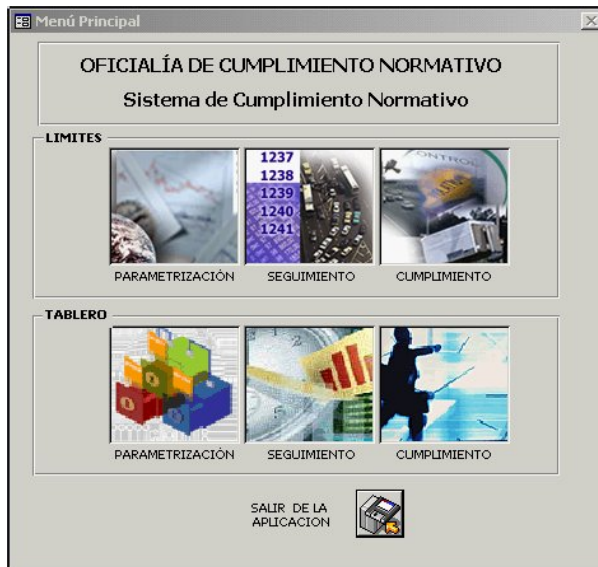 Menú Principal
OFICIALÍA DE CUMPLIMIENTO NORMATIVO
Sistema de Cumplimiento Normativo
LIMITES
1237
1238
1239
1240
1241
CONTROL
PARAMETRIZACIÓN SEGUIMIENTO CUMPLIMIENTO
TABLERO
PARAMETRIZACIÓN SEGUIMIENTO CUMPLIMIENTO
SALIR DE LA
APLICACION